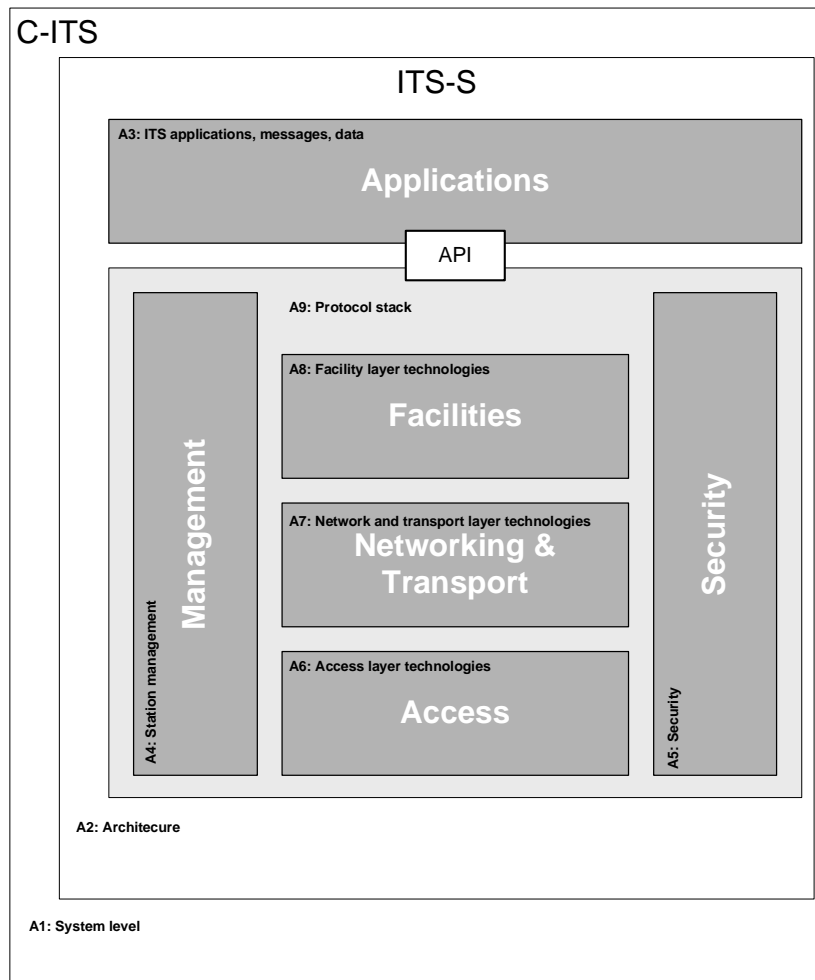 C-ITS
ITS-S
A3: ITS applications, messages, data
Applications
API
A9: Protocol stack
A8: Facility layer technologies
Facilities
A7: Network and transport layer technologies
Networking &
Transport
A6: Access layer technologies
Access
Management
A4: Station management
Security
A5: Security
A2: Architecure
A1: System level